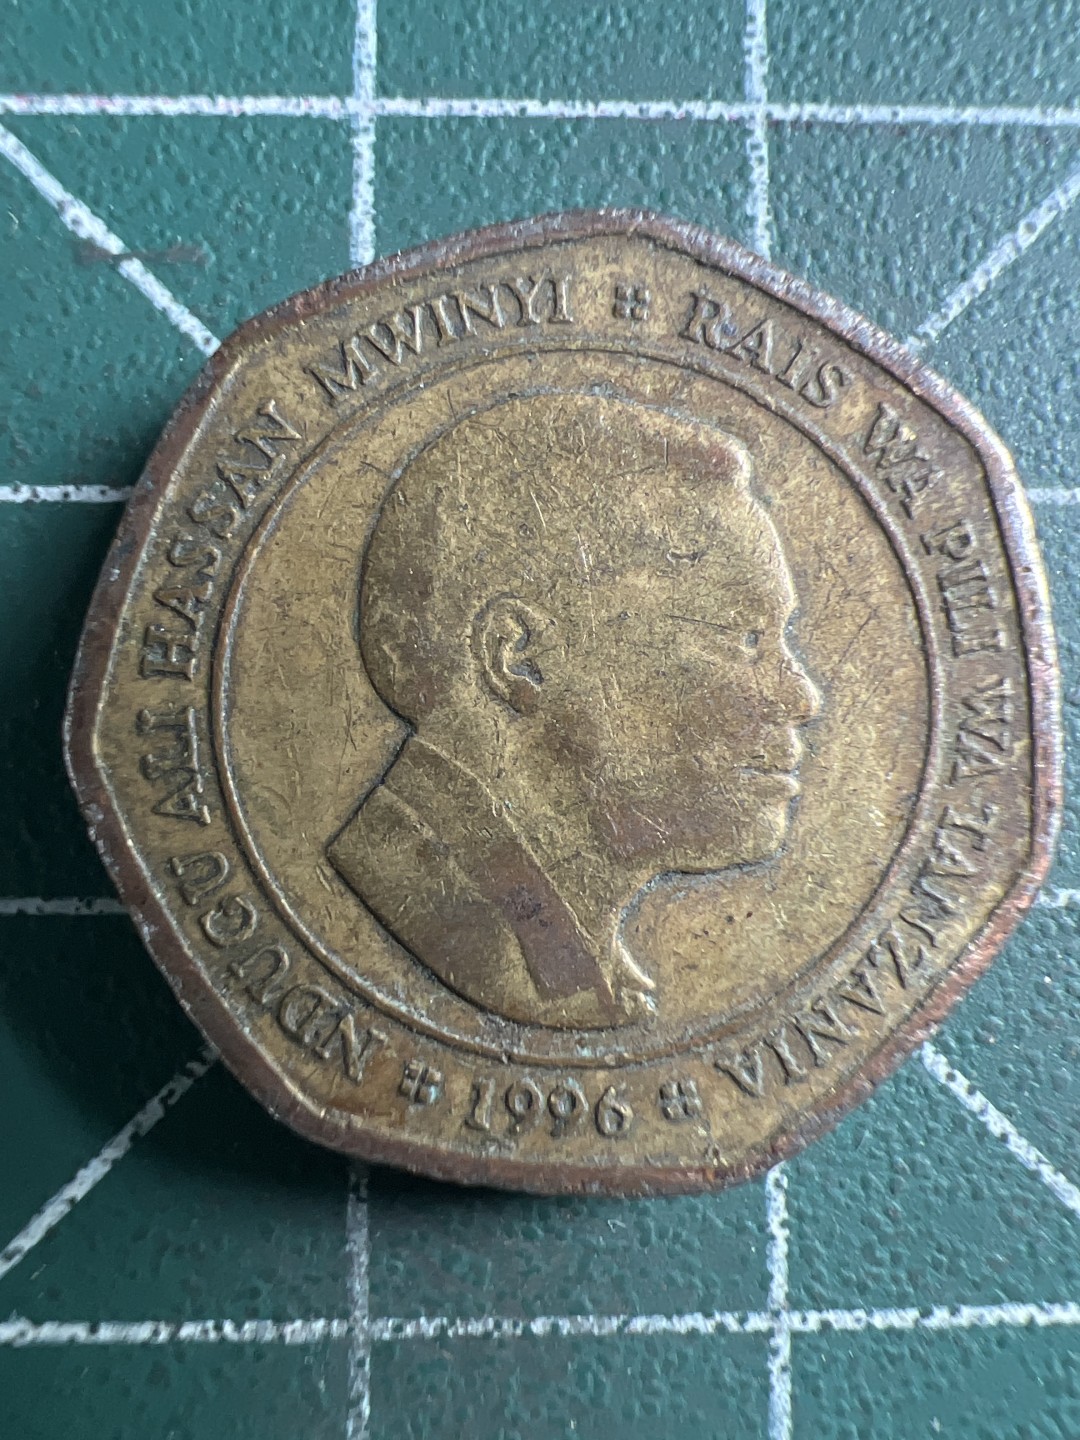 NDUGU ALI HASSAN MWINYI
RAIS WA PILI WA TANZANIA
1996